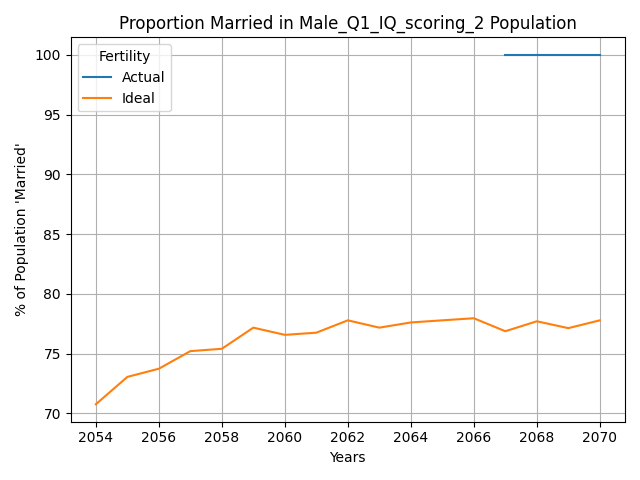 Proportion Married in Male_Q1_IQ_scoring_2 Population
Fertility
Actual
Ideal
% of Population 'Married'
100
95
90
85
80
75
70
2054 2056 2058 2060 2062 2064 2066 2068 2070
Years